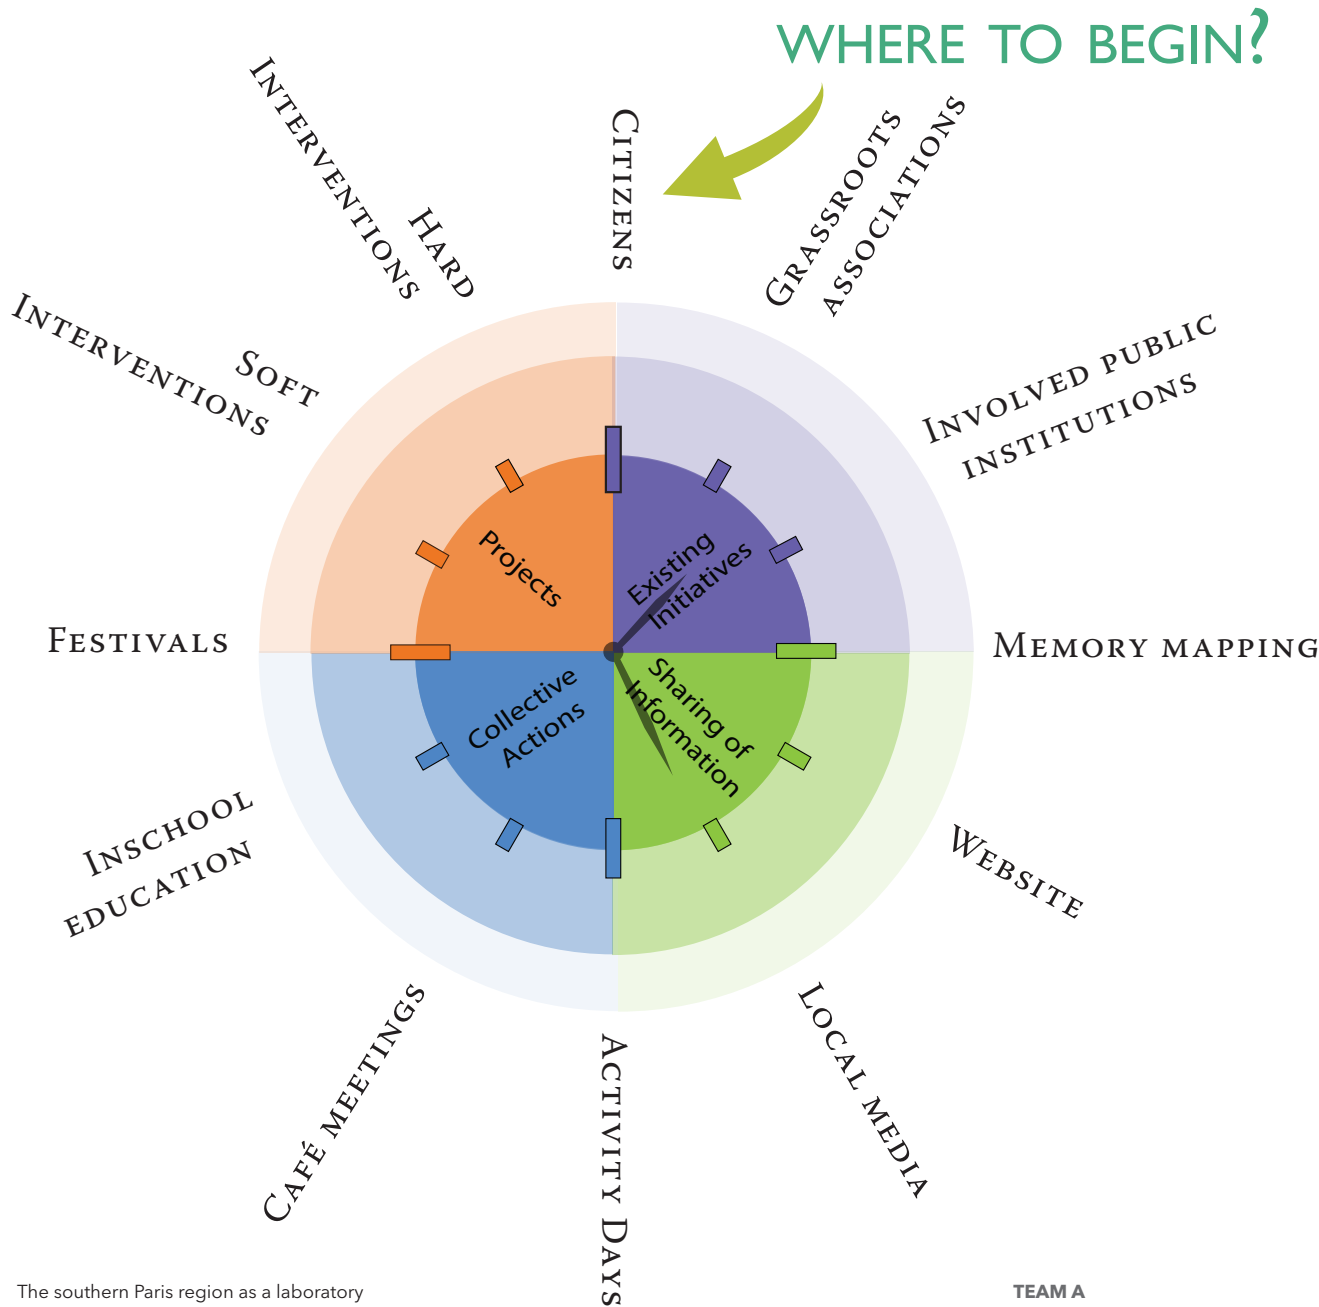 WHERE TO BEGIN?
CITIZENS
GRASSROOTS
ASSOCIATIONS
INVOLVED PUBLIC
INSTITUTIONS
MEMORY MAPPING
WEBSITE
LOCAL MEDIA
ACTIVITY DAYS
CAFÉ MEETINGS
INSCHOOL
EDUCATION
FESTIVALS
SOFT
INTERVENTIONS
HARD
INTERVENTIONS
Projects
Existing
Initiatives
Sharing of
Information
Collective
Actions
The southern Paris region as a laboratory
TEAM A